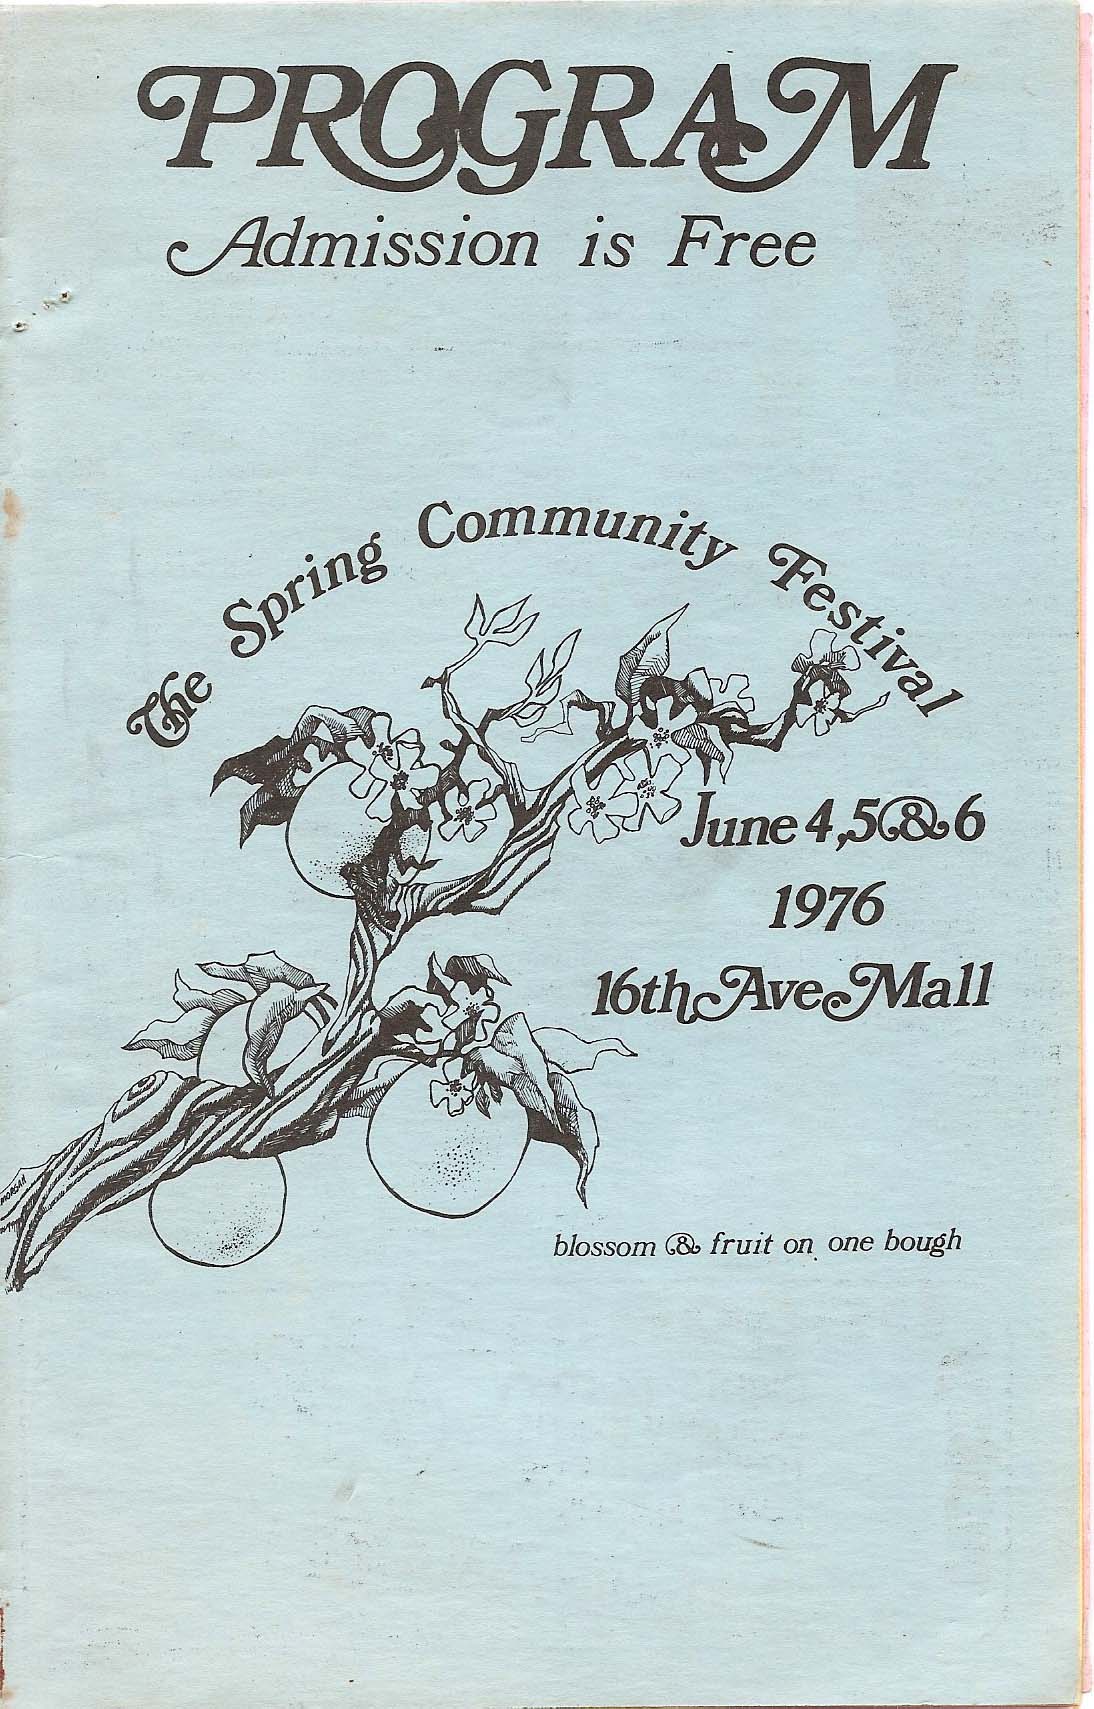 PROGRAM
Admission is Free
The Spring Community Festival
June 4,5&6
1976
16th Ave. Mall
MORGAN
blossom & fruit on one bough